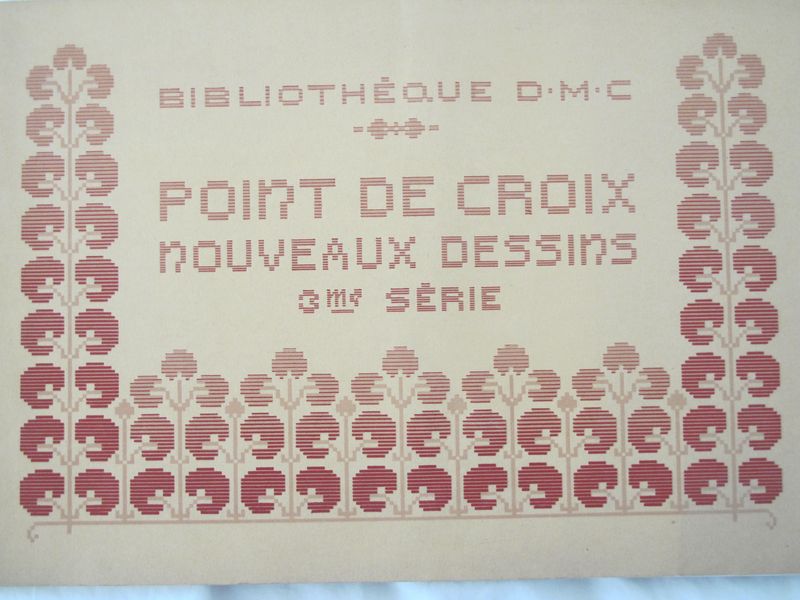 BIBLIOTHÈQUE D·M·C
POINT DE CROIX
NOUVEAUX DESSINS
3me SÉRIE